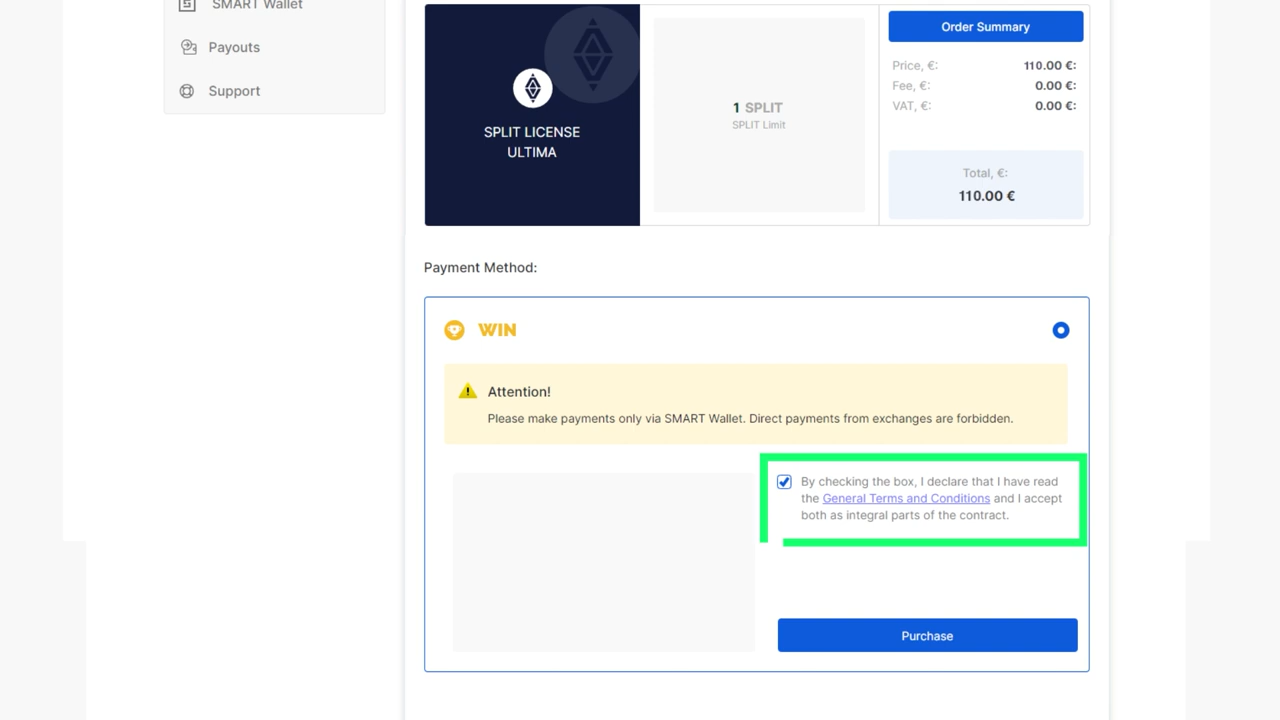 SMART Wallet
Payouts
Support
SPLIT LICENSE
ULTIMA
1 SPLIT
SPLIT Limit
Order Summary
Price, €: 110.00 €:
Fee, €: 0.00 €:
VAT, €: 0.00 €:
Total, €:
110.00 €
Payment Method:
WIN
Attention!
Please make payments only via SMART Wallet. Direct payments from exchanges are forbidden.
By checking the box, I declare that I have read
the General Terms and Conditions and I accept
both as integral parts of the contract.
Purchase